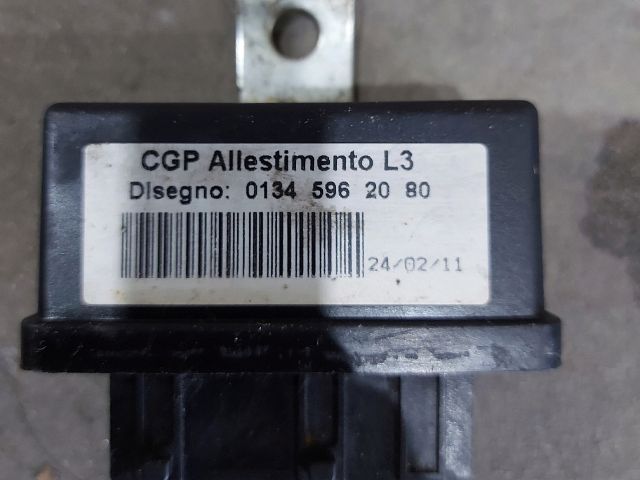 CGP Allestimento L3
Disegno: 0134 596 20 80
24/02/11